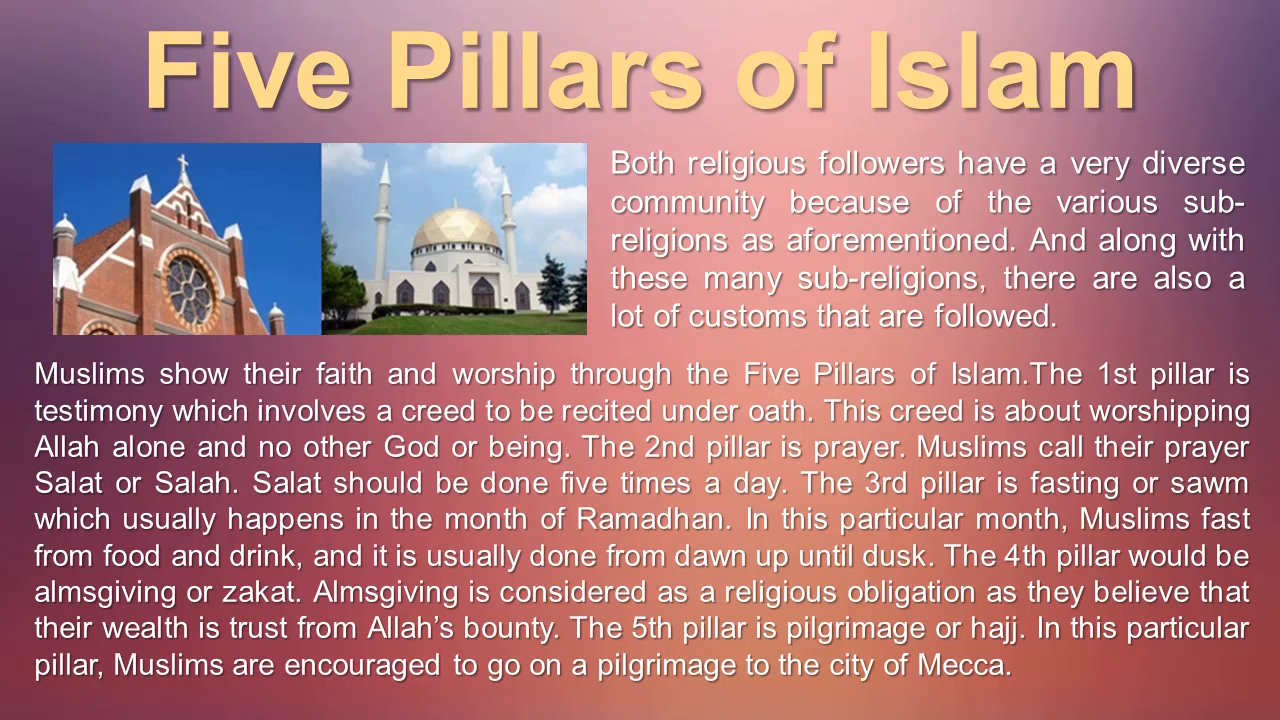 Five Pillars of Islam
Both religious followers have a very diverse
community because of the various sub-
religions as aforementioned. And along with
these many sub-religions, there are also a
lot of customs that are followed.
Muslims show their faith and worship through the Five Pillars of Islam.The 1st pillar is
testimony which involves a creed to be recited under oath. This creed is about worshipping
Allah alone and no other God or being. The 2nd pillar is prayer. Muslims call their prayer
Salat or Salah. Salat should be done five times a day. The 3rd pillar is fasting or sawm
which usually happens in the month of Ramadhan. In this particular month, Muslims fast
from food and drink, and it is usually done from dawn up until dusk. The 4th pillar would be
almsgiving or zakat. Almsgiving is considered as a religious obligation as they believe that
their wealth is trust from Allah’s bounty. The 5th pillar is pilgrimage or hajj. In this particular
pillar, Muslims are encouraged to go on a pilgrimage to the city of Mecca.